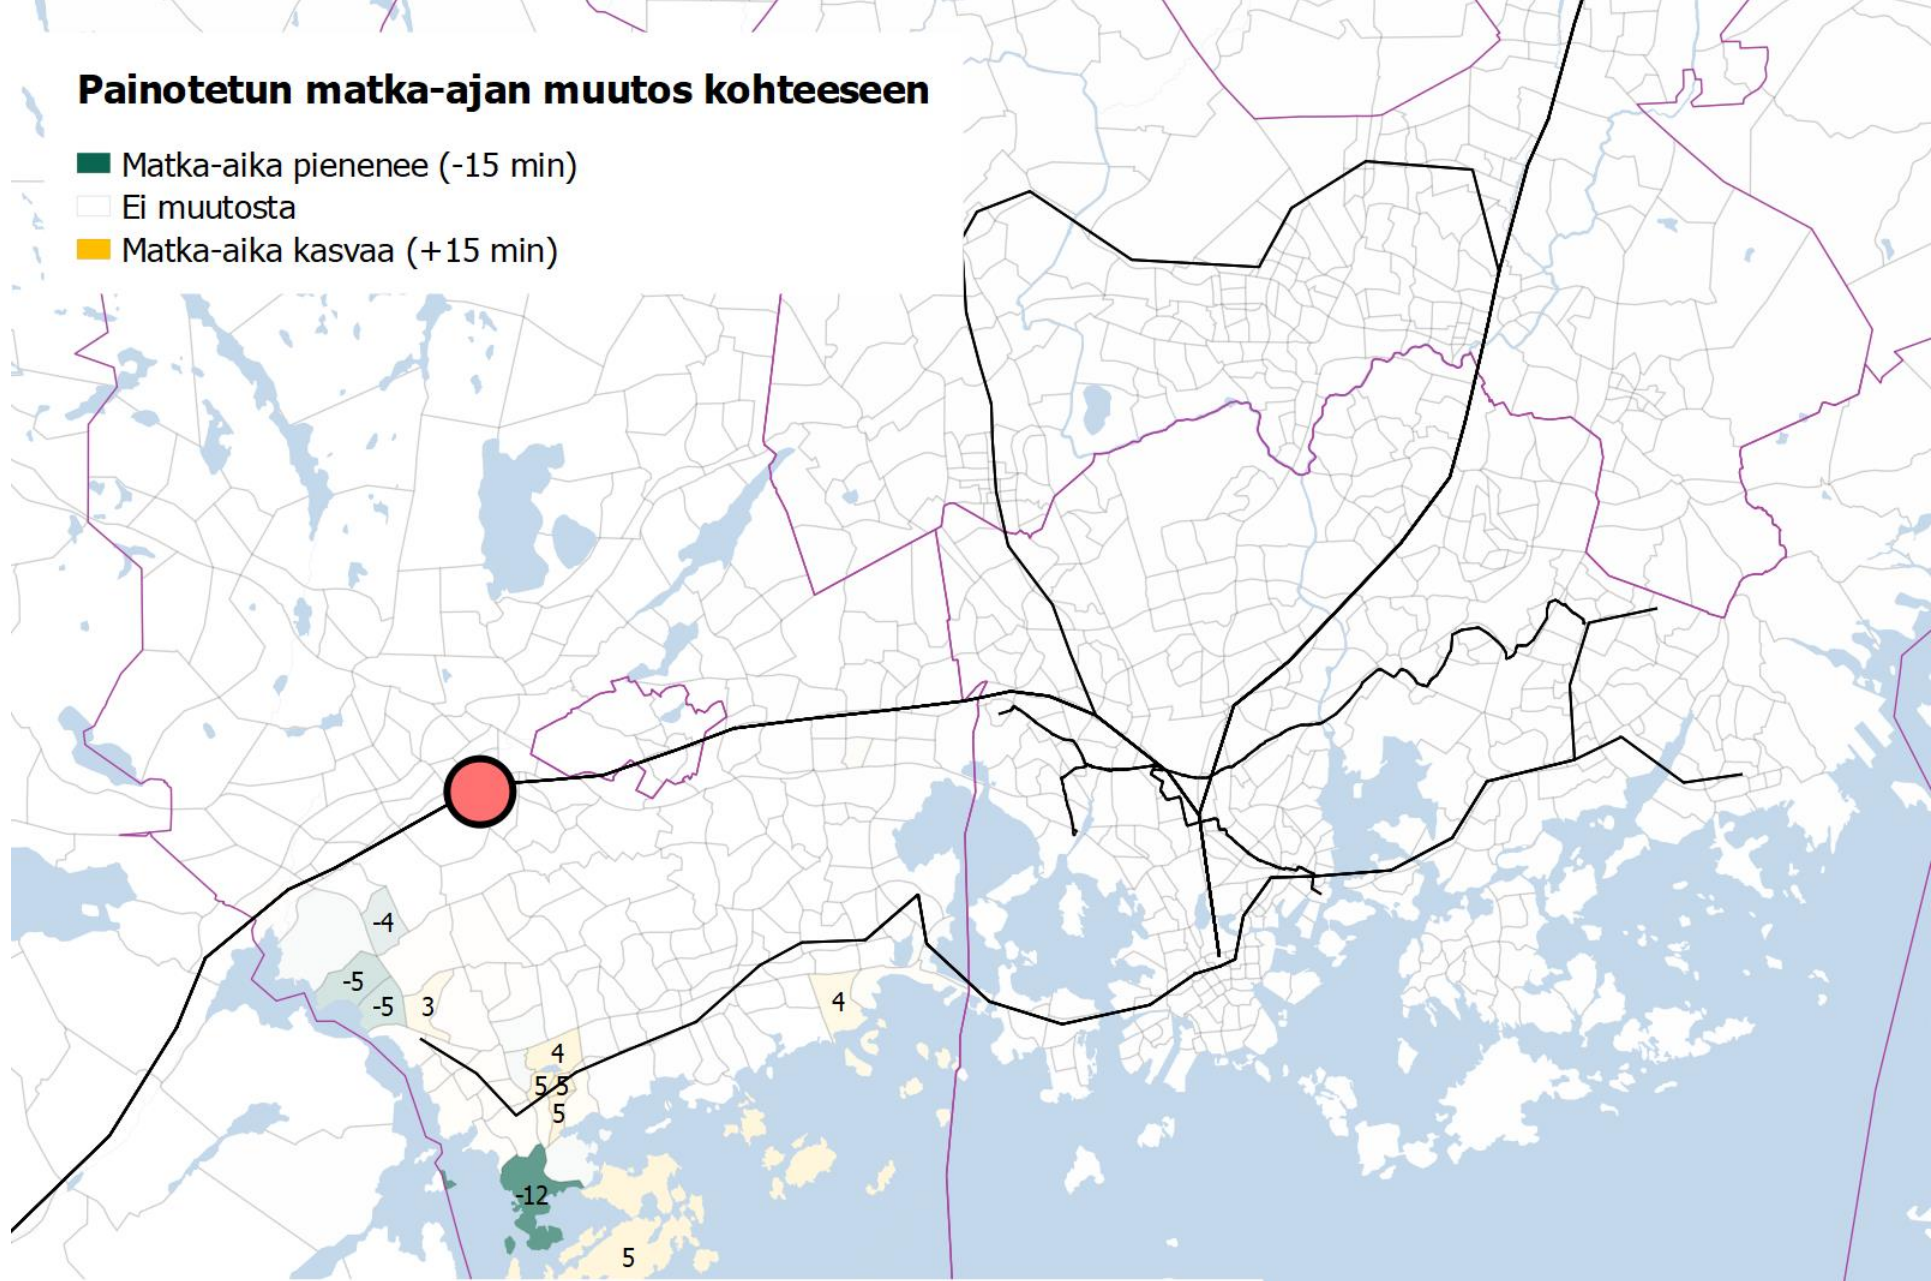 Painotetun matka-ajan muutos kohteeseen
Matka-aika pienenee (-15 min)
Ei muutosta
Matka-aika kasvaa (+15 min)
-4
-5
-5
3
4
4
5 5
5
-12
5